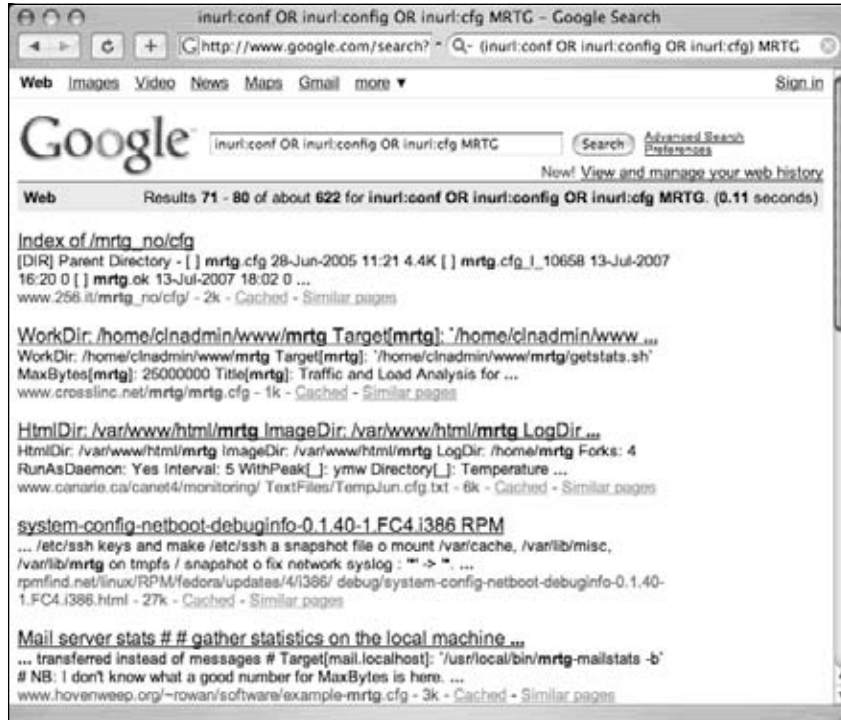 inurl:conf OR inurl:config OR inurl:cfg MRTG – Google Search
http://www.google.com/search? (inurl:conf OR inurl:config OR inurl:cfg) MRTG
Web Images Video News Maps Gmail more ▼ Sign in
Google inurl:conf OR inurl:config OR inurl:cfg MRTG Search Advanced Search
Preferences
New! View and manage your web history
Web Results 71 - 80 of about 622 for inurl:conf OR inurl:config OR inurl:cfg MRTG. (0.11 seconds)
Index of /mrtg_no/cfg
[DIR] Parent Directory - [ ] mrtg.cfg 28-Jun-2005 11:21 4.4K [ ] mrtg.cfg_l_10658 13-Jul-2007
16:20 0 [ ] mrtg.ok 13-Jul-2007 18:02 0 ...
www.256.it/mrtg_no/cfg/ - 2k - Cached - Similar pages
WorkDir: /home/clnadmin/www/mrtg Target[mrtg]: `/home/clnadmin/www ...
WorkDir: /home/clnadmin/www/mrtg Target[mrtg]: `/home/clnadmin/www/mrtg/getstats.sh`
MaxBytes[mrtg]: 25000000 Title[mrtg]: Traffic and Load Analysis for ...
www.crosslinc.net/mrtg/mrtg.cfg - 1k - Cached - Similar pages
HtmlDir: /var/www/html/mrtg ImageDir: /var/www/html/mrtg LogDir ...
HtmlDir: /var/www/html/mrtg ImageDir: /var/www/html/mrtg LogDir: /home/mrtg Forks: 4
RunAsDaemon: Yes Interval: 5 WithPeak[_]: ymw Directory[_]: Temperature ...
www.canarie.ca/canet4/monitoring/ TextFiles/TempJun.cfg.txt - 6k - Cached - Similar pages
system-config-netboot-debuginfo-0.1.40-1.FC4.i386 RPM
... /etc/ssh keys and make /etc/ssh a snapshot file o mount /var/cache, /var/lib/misc,
/var/lib/mrtg on tmpfs / snapshot o fix network syslog : "" -> "". ...
rpmfind.net/linux/RPM/fedora/updates/4/i386/ debug/system-config-netboot-debuginfo-0.1.40-
1.FC4.i386.html - 27k - Cached - Similar pages
Mail server stats # # gather statistics on the local machine ...
... transferred instead of messages # Target[mail.localhost]: `/usr/local/bin/mrtg-mailstats -b`
# NB: I don't know what a good number for MaxBytes is here. ...
www.hovenweep.org/~rowan/software/example-mrtg.cfg - 3k - Cached - Similar pages